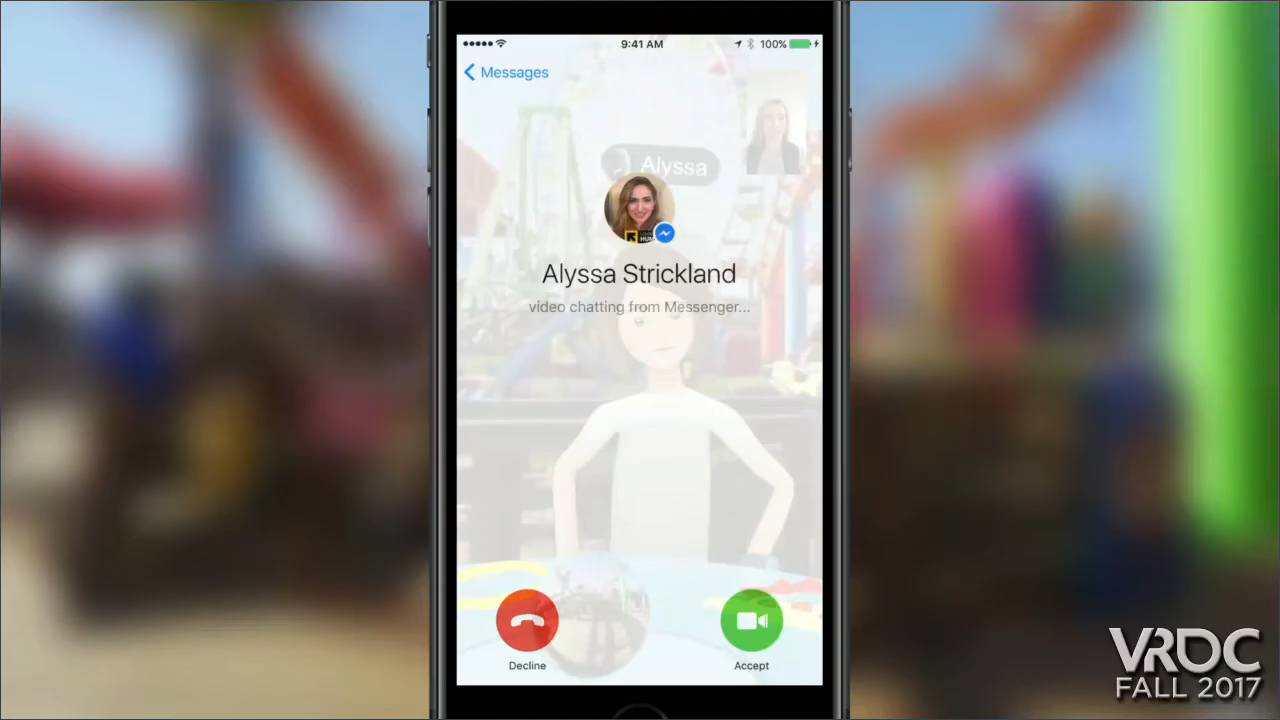 9:41 AM
100%
Messages
Alyssa
Alyssa Strickland
video chatting from Messenger...
Decline
Accept
VRDC
FALL 2017